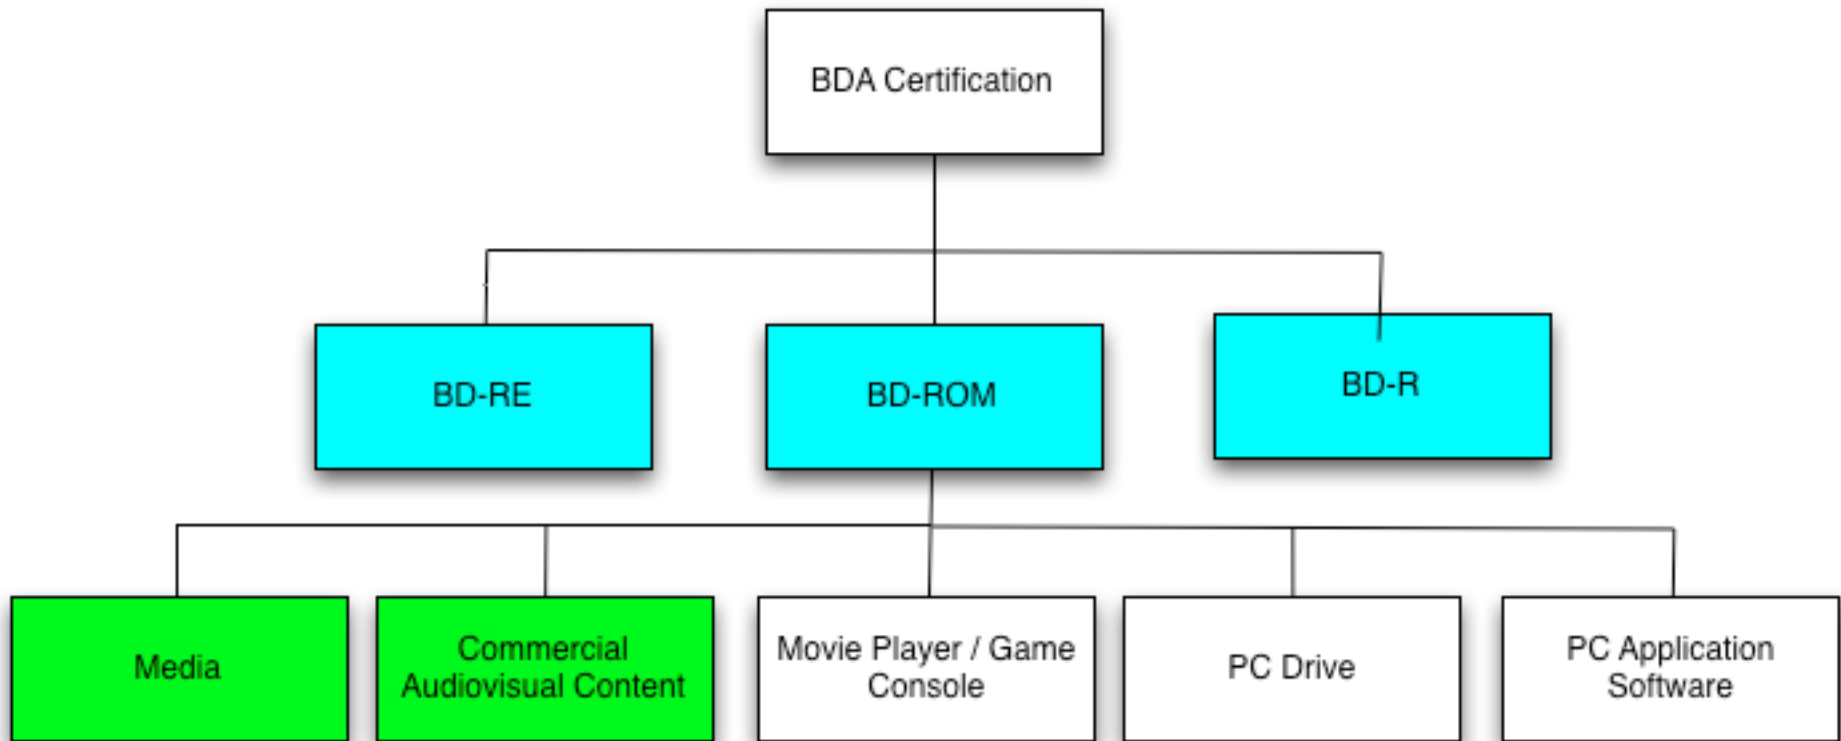 BDA Certification
BD-RE
BD-ROM
BD-R
Media
Commercial
Audiovisual Content
Movie Player / Game
Console
PC Drive
PC Application
Software